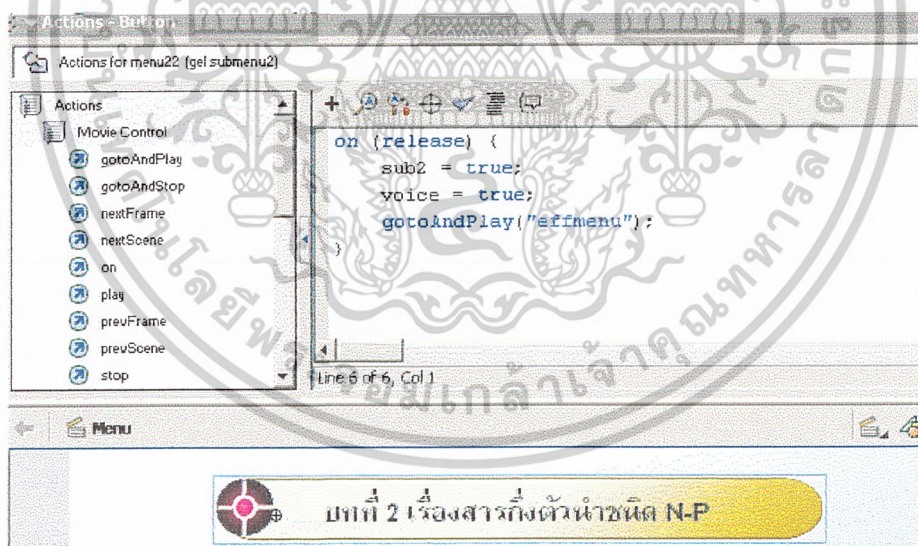 Actions - Button
Actions for menu22 (gel submenu2)
Actions
Movie Control
gotoAndPlay
gotoAndStop
nextFrame
nextScene
on
play
prevFrame
prevScene
stop
on (release) {
sub2 = true;
voice = true;
gotoAndPlay("effmenu");
}
Line 6 of 6, Col 1
Menu
บทที่ 2 เรื่องสารกึ่งตัวนำชนิด N-P